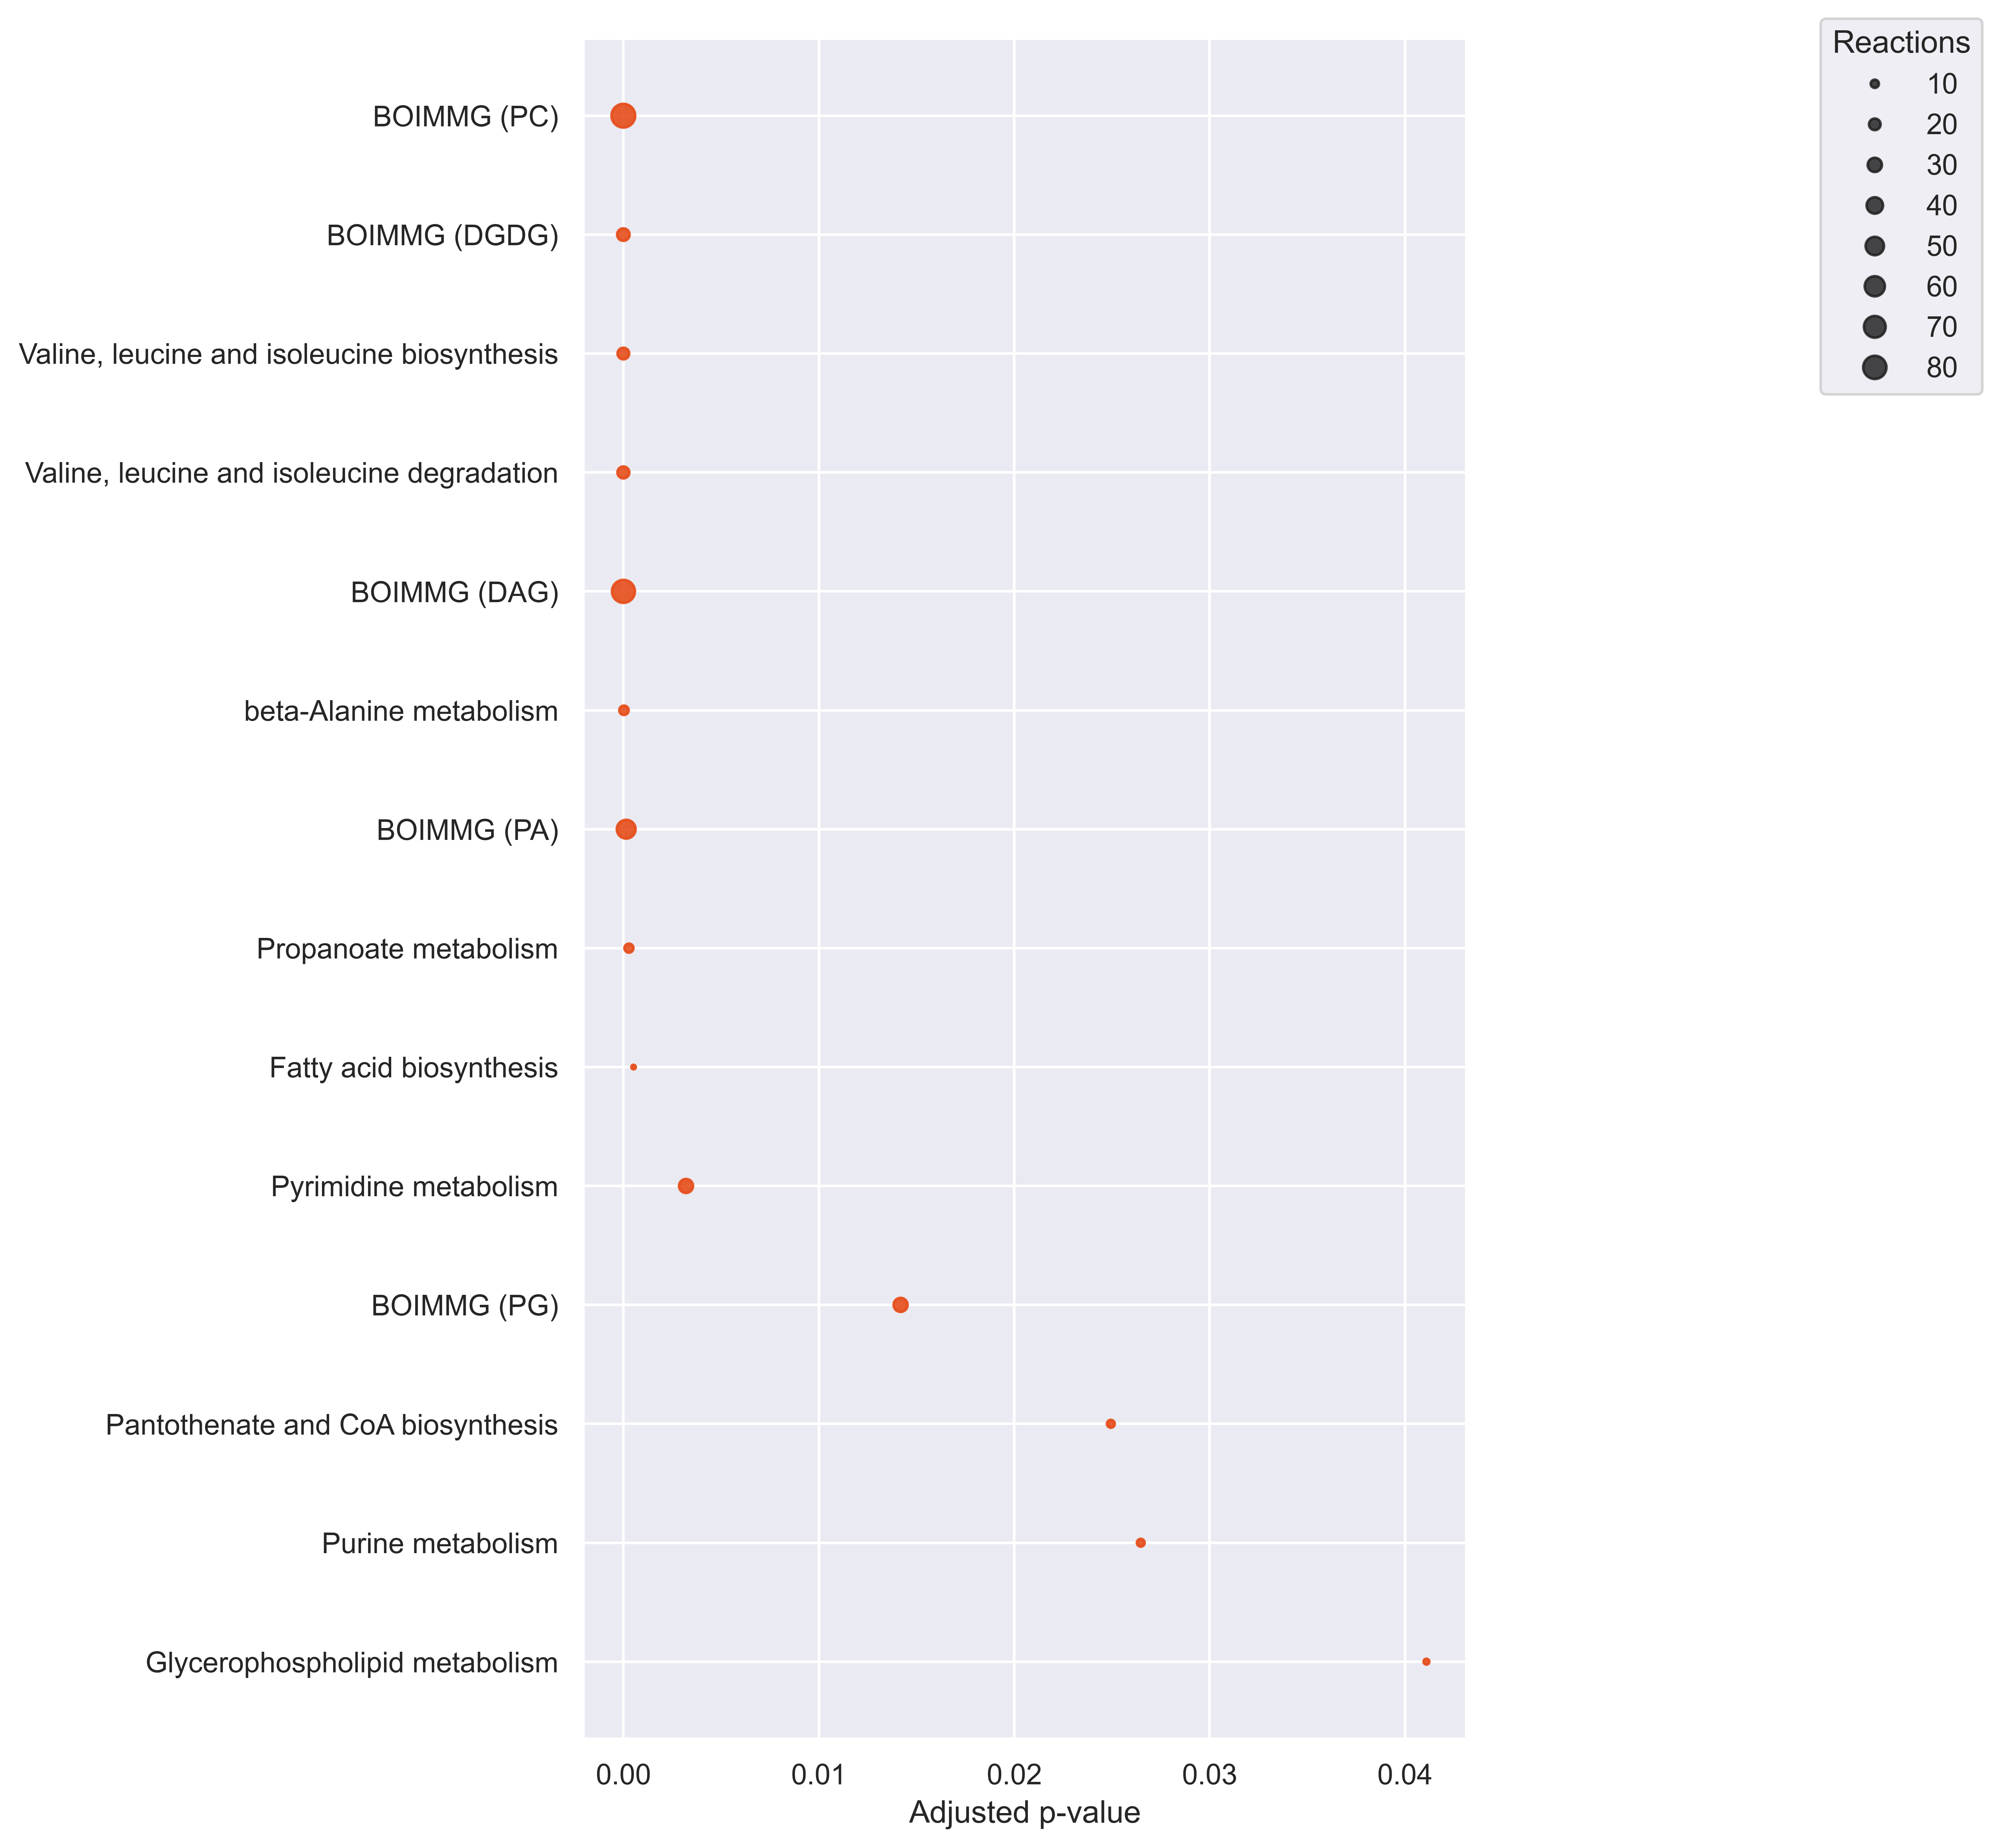 BOIMMG (PC)
BOIMMG (DGDG)
Valine, leucine and isoleucine biosynthesis
Valine, leucine and isoleucine degradation
BOIMMG (DAG)
beta-Alanine metabolism
BOIMMG (PA)
Propanoate metabolism
Fatty acid biosynthesis
Pyrimidine metabolism
BOIMMG (PG)
Pantothenate and CoA biosynthesis
Purine metabolism
Glycerophospholipid metabolism
0.00 0.01 0.02 0.03 0.04
Adjusted p-value
Reactions
10
20
30
40
50
60
70
80